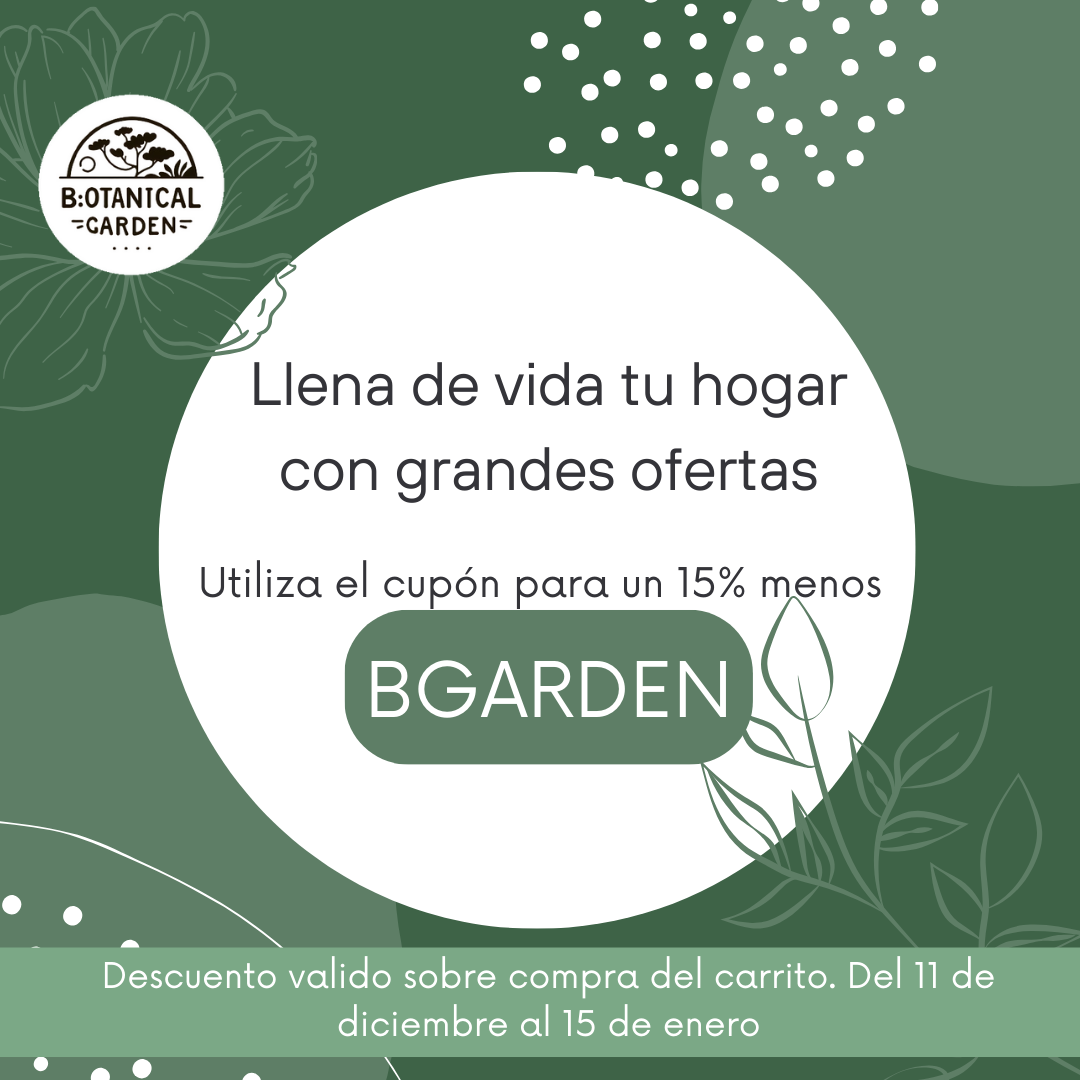 B:OTANICAL
GARDEN
Llena de vida tu hogar
con grandes ofertas
Utiliza el cupón para un 15% menos
BGARDEN
Descuento valido sobre compra del carrito. Del 11 de
diciembre al 15 de enero